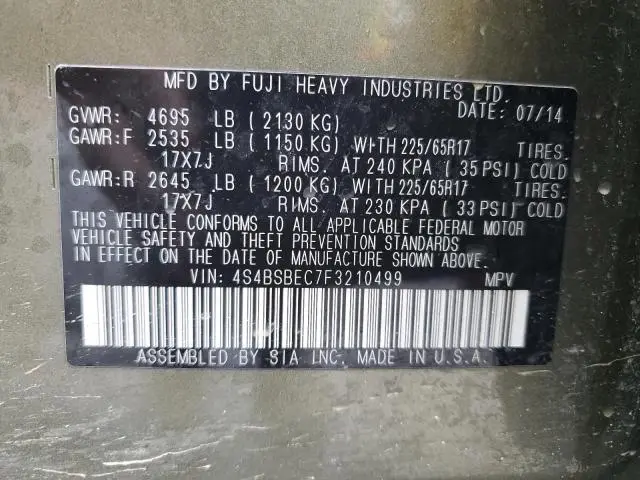 MFD BY FUJI HEAVY INDUSTRIES LTD.
DATE: 07/14
GVWR: 4695 LB ( 2130 KG)
GAWR:F 2535 LB ( 1150 KG) WITH 225/65R17 TIRES.
17X7J RIMS. AT 240 KPA ( 35 PSI) COLD
GAWR:R 2645 LB ( 1200 KG) WITH 225/65R17 TIRES.
17X7J RIMS. AT 230 KPA ( 33 PSI) COLD
THIS VEHICLE CONFORMS TO ALL APPLICABLE FEDERAL MOTOR
VEHICLE SAFETY AND THEFT PREVENTION STANDARDS
IN EFFECT ON THE DATE OF MANUFACTURE SHOWN ABOVE.
VIN: 4S4BSBEC7F3210499 MPV
ASSEMBLED BY SIA INC. MADE IN U.S.A.